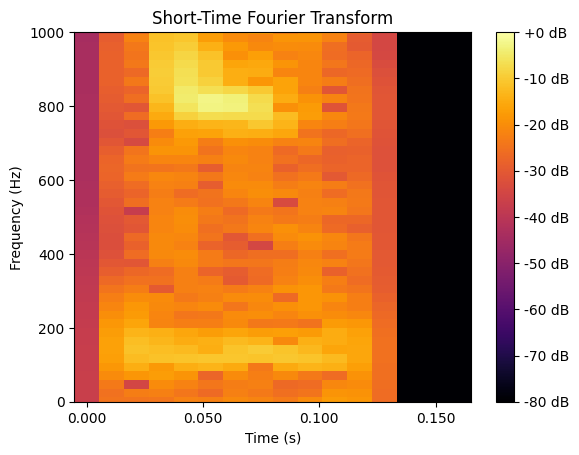 Short-Time Fourier Transform
Frequency (Hz)
1000
800
600
400
200
0
0.000
0.050
0.100
0.150
Time (s)
+0 dB
-10 dB
-20 dB
-30 dB
-40 dB
-50 dB
-60 dB
-70 dB
-80 dB